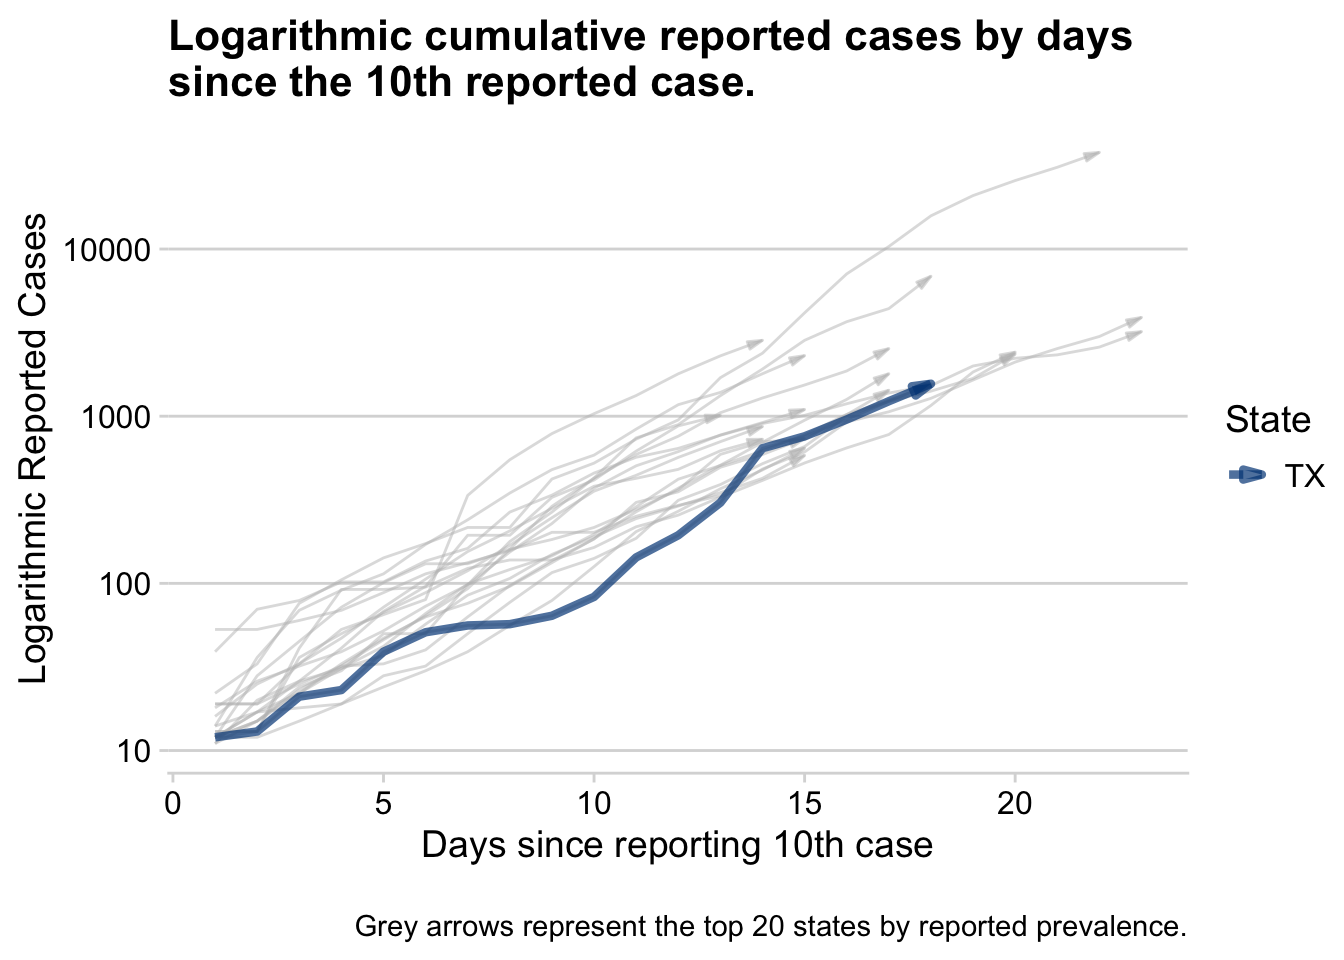 Logarithmic cumulative reported cases by days
since the 10th reported case.
Logarithmic Reported Cases
10000
1000
100
10
0 5 10 15 20
Days since reporting 10th case
State
TX
Grey arrows represent the top 20 states by reported prevalence.